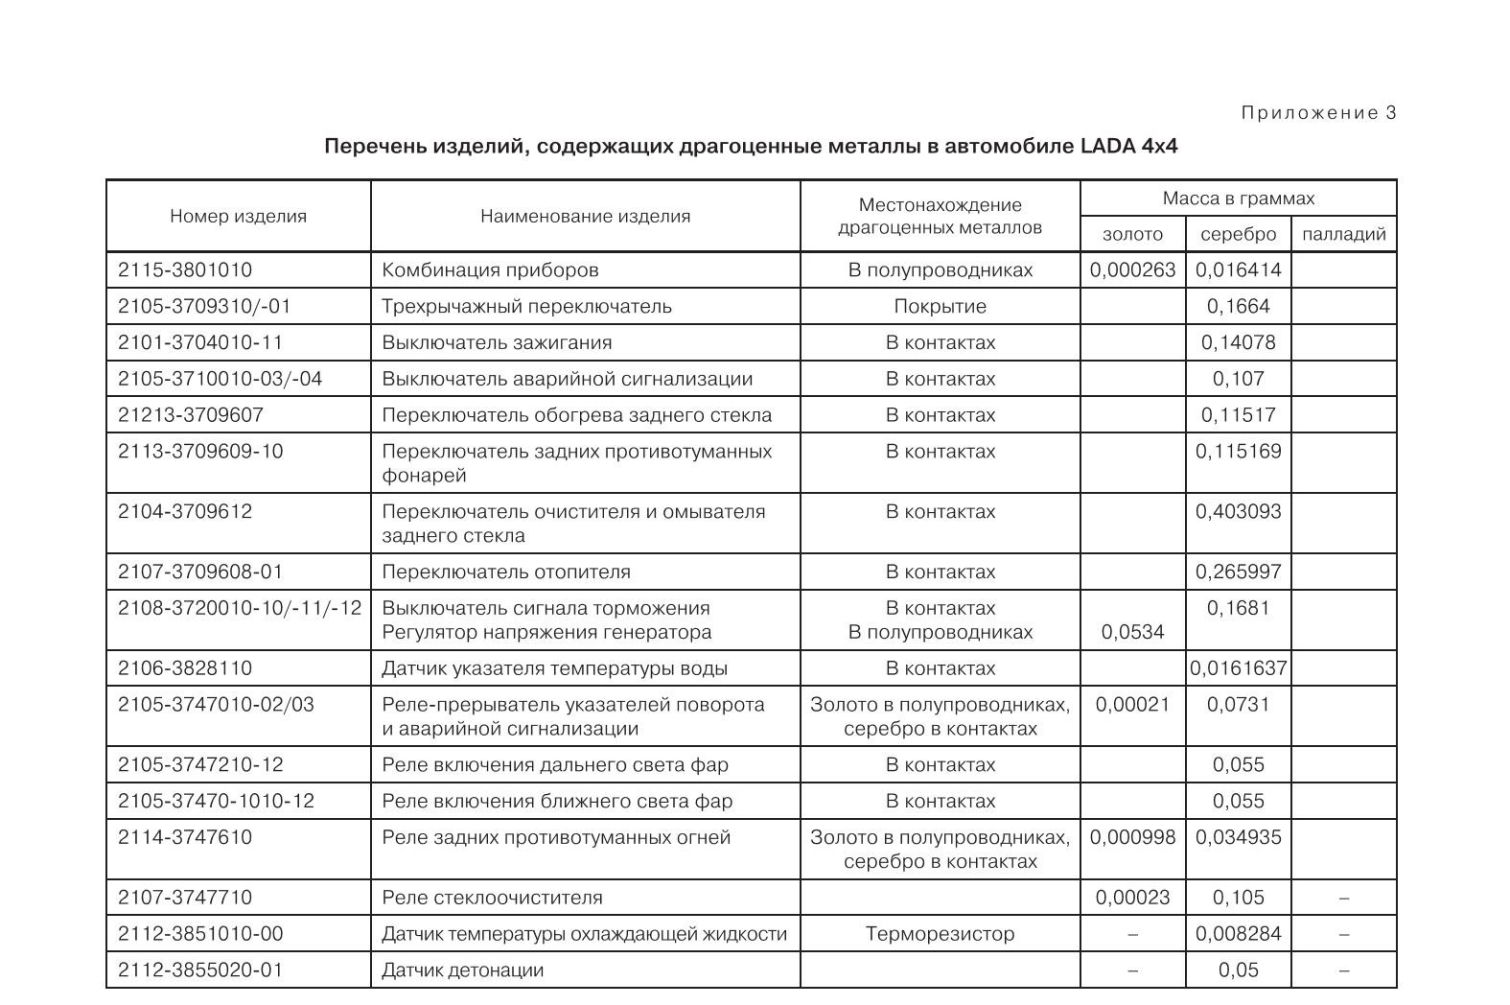 Приложение 3
Перечень изделий, содержащих драгоценные металлы в автомобиле LADA 4x4
Номер изделия Наименование изделия Местонахождение драгоценных металлов Масса в граммах
золото серебро палладий
2115-3801010 Комбинация приборов В полупроводниках 0,000263 0,016414
2105-3709310/-01 Трехрычажный переключатель Покрытие 0,1664
2101-3704010-11 Выключатель зажигания В контактах 0,14078
2105-3710010-03/-04 Выключатель аварийной сигнализации В контактах 0,107
21213-3709607 Переключатель обогрева заднего стекла В контактах 0,11517
2113-3709609-10 Переключатель задних противотуманных В контактах 0,115169
фонарей
2104-3709612 Переключатель очистителя и омывателя В контактах 0,403093
заднего стекла
2107-3709608-01 Переключатель отопителя В контактах 0,265997
2108-3720010-10/-11/-12 Выключатель сигнала торможения В контактах 0,1681
Регулятор напряжения генератора В полупроводниках 0,0534
2106-3828110 Датчик указателя температуры воды В контактах 0,0161637
2105-3747010-02/03 Реле-прерыватель указателей поворота Золото в полупроводниках, 0,00021 0,0731
и аварийной сигнализации серебро в контактах
2105-3747210-12 Реле включения дальнего света фар В контактах 0,055
2105-37470-1010-12 Реле включения ближнего света фар В контактах 0,055
2114-3747610 Реле задних противотуманных огней Золото в полупроводниках, 0,000998 0,034935
серебро в контактах
2107-3747710 Реле стеклоочистителя 0,00023 0,105 –
2112-3851010-00 Датчик температуры охлаждающей жидкости Терморезистор – 0,008284 –
2112-3855020-01 Датчик детонации – 0,05 –